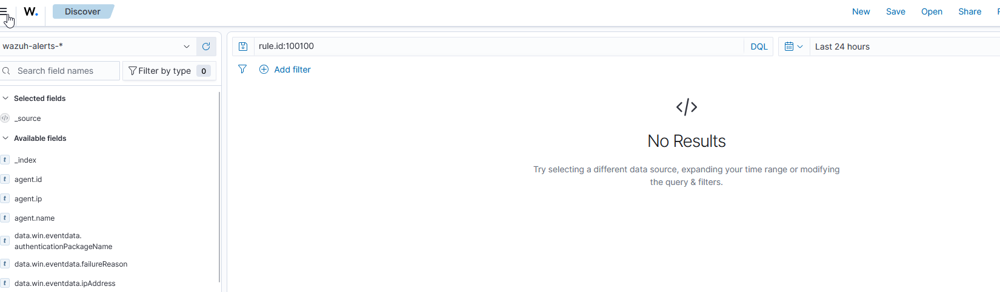 W.
Discover
New
Save
Open
Share
wazuh-alerts-*
rule.id:100100
DQL
Last 24 hours
Search field names
Filter by type 0
Add filter
Selected fields
_source
Available fields
t _index
t agent.id
t agent.ip
t agent.name
t data.win.eventdata.
authenticationPackageName
t data.win.eventdata.failureReason
t data.win.eventdata.ipAddress
No Results
Try selecting a different data source, expanding your time range or modifying
the query & filters.